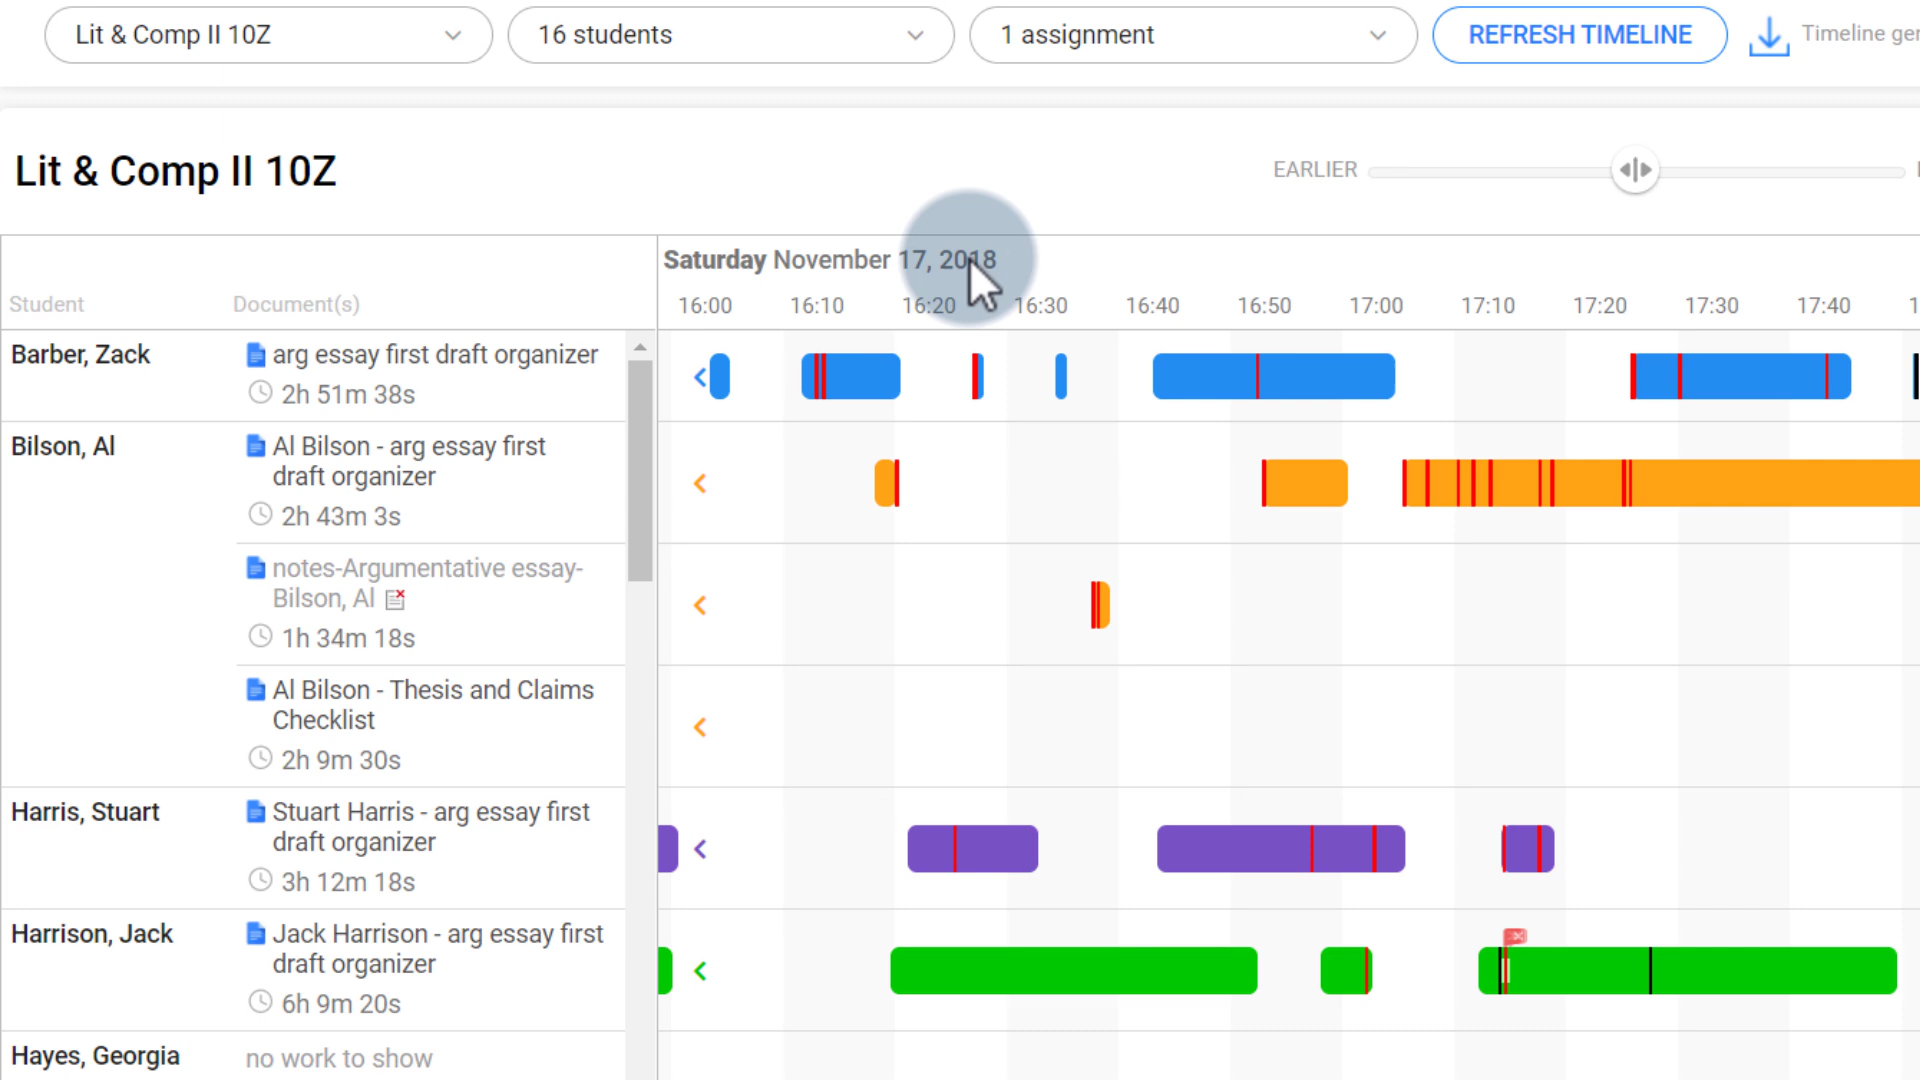 Lit & Comp II 10Z
16 students
1 assignment
REFRESH TIMELINE
Timeline
Lit & Comp II 10Z
EARLIER
Saturday November 17, 2018
Student
Document(s)
16:00 16:10 16:20 16:30 16:40 16:50 17:00 17:10 17:20 17:30 17:40
Barber, Zack
arg essay first draft organizer
2h 51m 38s
Bilson, Al
Al Bilson - arg essay first
draft organizer
2h 43m 3s
notes-Argumentative essay-
Bilson, Al
1h 34m 18s
Al Bilson - Thesis and Claims
Checklist
2h 9m 30s
Harris, Stuart
Stuart Harris - arg essay first
draft organizer
3h 12m 18s
Harrison, Jack
Jack Harrison - arg essay first
draft organizer
6h 9m 20s
Hayes, Georgia
no work to show